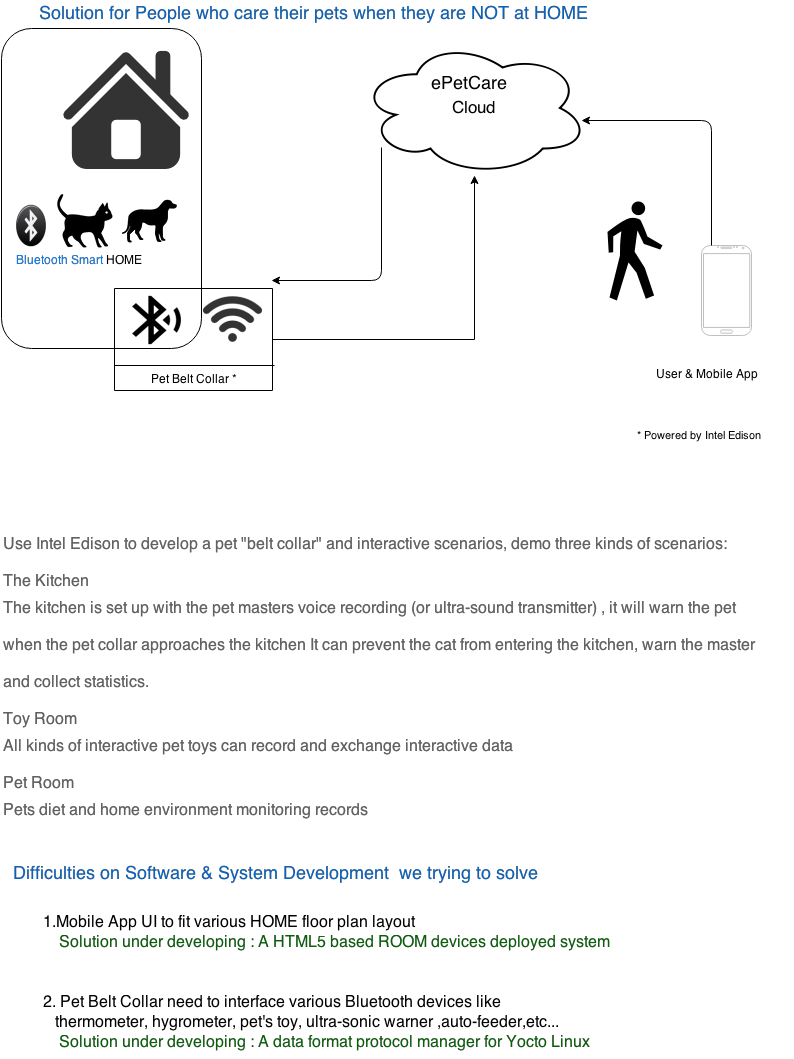 Solution for People who care their pets when they are NOT at HOME
ePetCare
Cloud
Bluetooth Smart HOME
Pet Belt Collar *
User & Mobile App
* Powered by Intel Edison
Use Intel Edison to develop a pet "belt collar" and interactive scenarios, demo three kinds of scenarios:
The Kitchen
The kitchen is set up with the pet masters voice recording (or ultra-sound transmitter) , it will warn the pet
when the pet collar approaches the kitchen It can prevent the cat from entering the kitchen, warn the master
and collect statistics.
Toy Room
All kinds of interactive pet toys can record and exchange interactive data
Pet Room
Pets diet and home environment monitoring records
Difficulties on Software & System Development  we trying to solve
1.Mobile App UI to fit various HOME floor plan layout
Solution under developing : A HTML5 based ROOM devices deployed system
2. Pet Belt Collar need to interface various Bluetooth devices like
thermometer, hygrometer, pet's toy, ultra-sonic warner ,auto-feeder,etc...
Solution under developing : A data format protocol manager for Yocto Linux